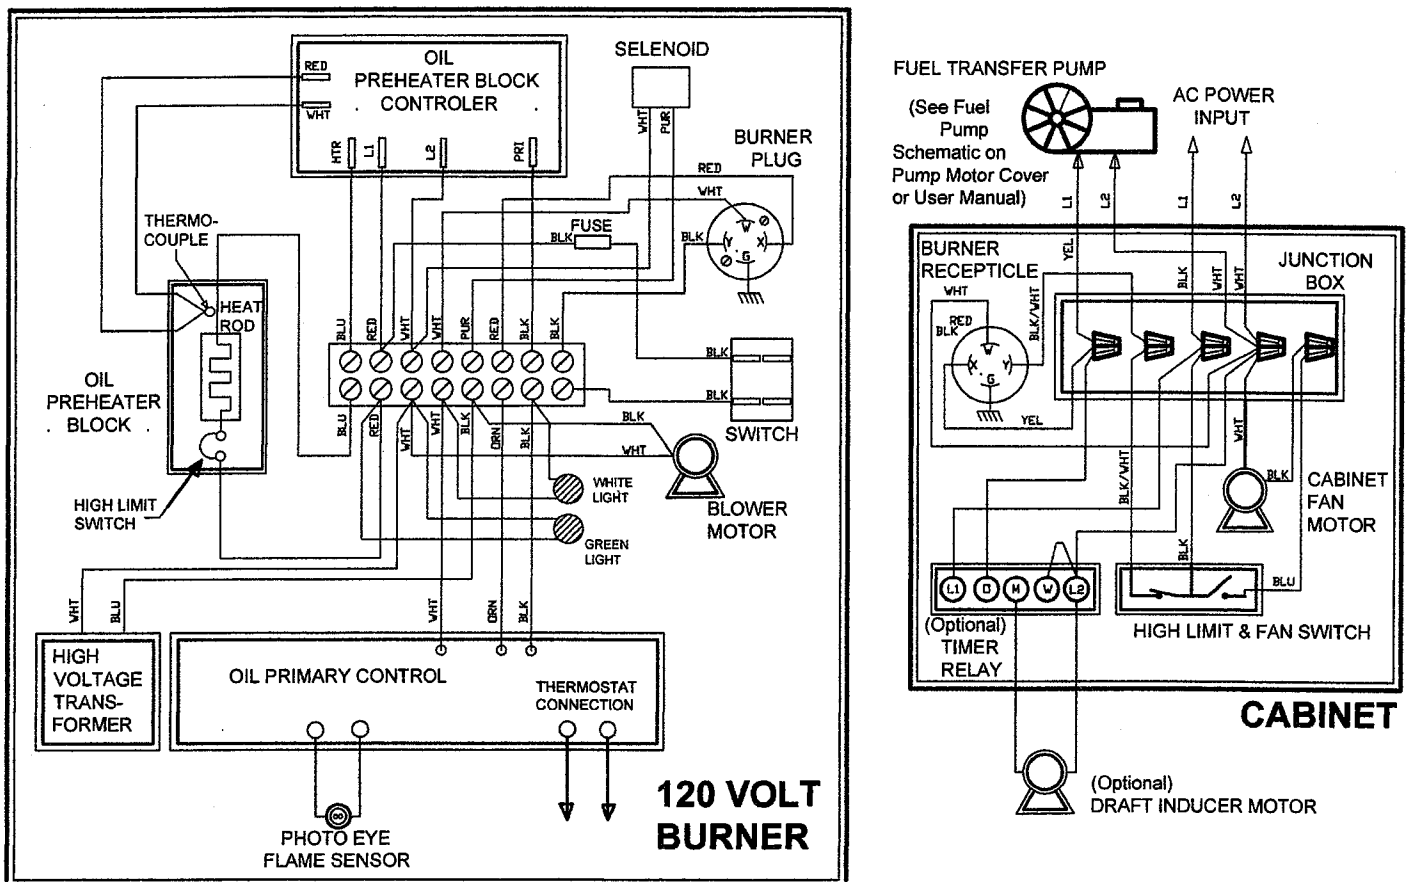 OIL
PREHEATER BLOCK
CONTROLER
RED
WHT
HTR
L1
L2
PRI
SELENOID
WHT
PUR
BURNER
PLUG
RED
WHT
FUSE
BLK
BLK
W
Y
X
G
THERMO-
COUPLE
HEAT
ROD
OIL
PREHEATER
BLOCK
HIGH LIMIT
SWITCH
BLU
RED
WHT
WHT
PUR
RED
BLK
BLK
BLU
RED
WHT
WHT
BLK
ORN
BLK
BLK
BLK
SWITCH
BLK
WHT
BLOWER
MOTOR
WHITE
LIGHT
GREEN
LIGHT
WHT
BLU
WHT
ORN
BLK
HIGH
VOLTAGE
TRANS-
FORMER
OIL PRIMARY CONTROL
THERMOSTAT
CONNECTION
PHOTO EYE
FLAME SENSOR
120 VOLT
BURNER
FUEL TRANSFER PUMP
(See Fuel
Pump
Schematic on
Pump Motor Cover
or User Manual)
AC POWER
INPUT
L1
L2
L1
L2
BURNER
RECEPTICLE
YEL
BLK
WHT
WHT
JUNCTION
BOX
WHT
RED
BLK
BLK/WHT
W
X
Y
G
YEL
BLK/WHT
WHT
BLK
CABINET
FAN
MOTOR
BLK
BLU
L1
O
M
W
L2
(Optional)
TIMER
RELAY
HIGH LIMIT & FAN SWITCH
CABINET
(Optional)
DRAFT INDUCER MOTOR